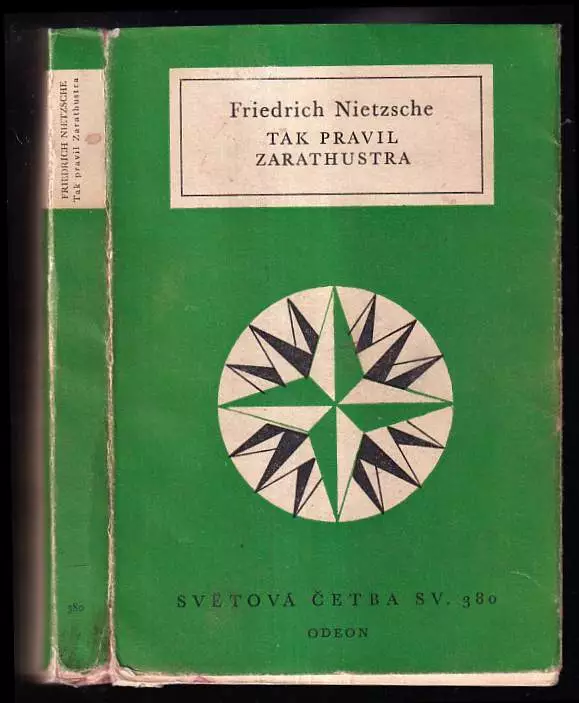 FRIEDRICH NIETZSCHE
Tak pravil Zarathustra
380
Friedrich Nietzsche
TAK PRAVIL
ZARATHUSTRA
SVĚTOVÁ ČETBA SV. 380
ODEON